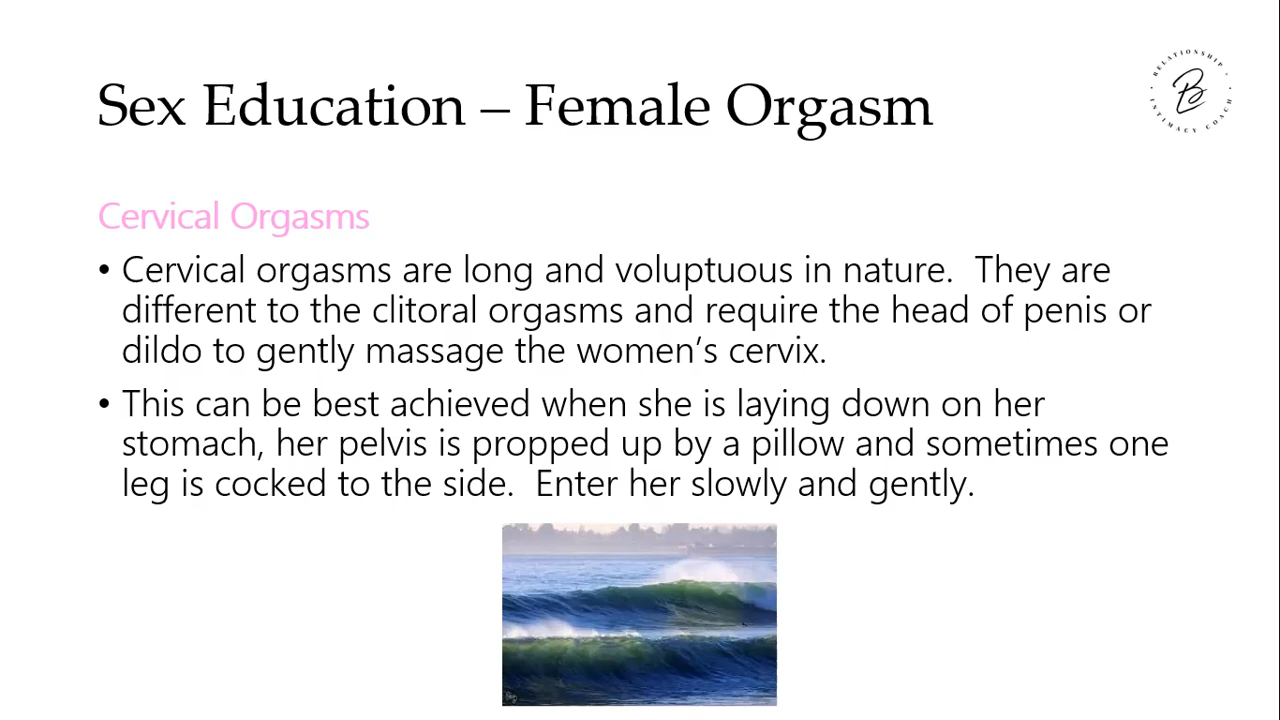 Sex Education – Female Orgasm
RELATIONSHIP • INTIMACY COACH •
B
Cervical Orgasms
• Cervical orgasms are long and voluptuous in nature.  They are
different to the clitoral orgasms and require the head of penis or
dildo to gently massage the women’s cervix.
• This can be best achieved when she is laying down on her
stomach, her pelvis is propped up by a pillow and sometimes one
leg is cocked to the side.  Enter her slowly and gently.